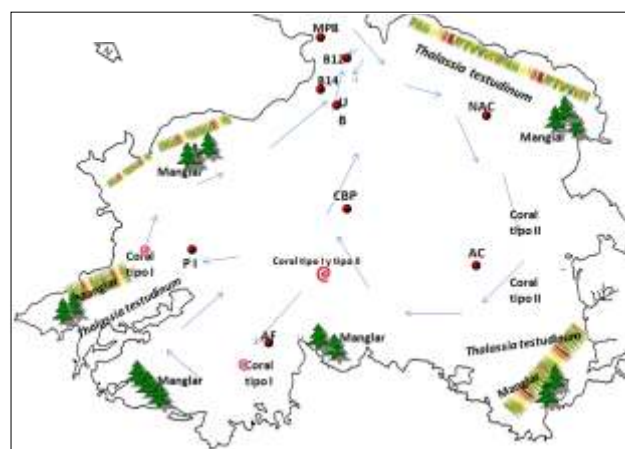 MPB
B12
B14
U
B
Thalassia testudinum
NAC
Manglar
Manglar
CBP
Coral
tipo II
P I
Coral
tipo I
Coral tipo I y tipo II
AC
Coral
tipo II
Manglar
Thalassia testudinum
AF
Manglar
Coral
tipo I
Manglar
Thalassia testudinum
Manglar
N